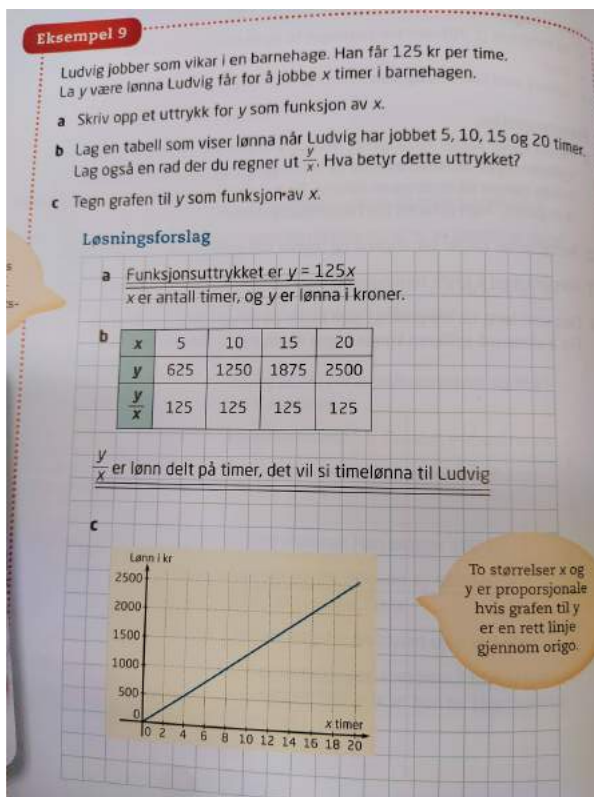 Eksempel 9
Ludvig jobber som vikar i en barnehage. Han får 125 kr per time.
La y være lønna Ludvig får for å jobbe x timer i barnehagen.
a Skriv opp et uttrykk for y som funksjon av x.
b Lag en tabell som viser lønna når Ludvig har jobbet 5, 10, 15 og 20 timer.
Lag også en rad der du regner ut y/x. Hva betyr dette uttrykket?
c Tegn grafen til y som funksjon av x.
Løsningsforslag
a Funksjonsuttrykket er y = 125x
x er antall timer, og y er lønna i kroner.
b x 5 10 15 20
y 625 1250 1875 2500
y/x 125 125 125 125
y/x er lønn delt på timer, det vil si timelønna til Ludvig
c
Lønn i kr
2500
2000
1500
1000
500
0
x timer
0 2 4 6 8 10 12 14 16 18 20
To størrelser x og
y er proporsjonale
hvis grafen til y
er en rett linje
gjennom origo.